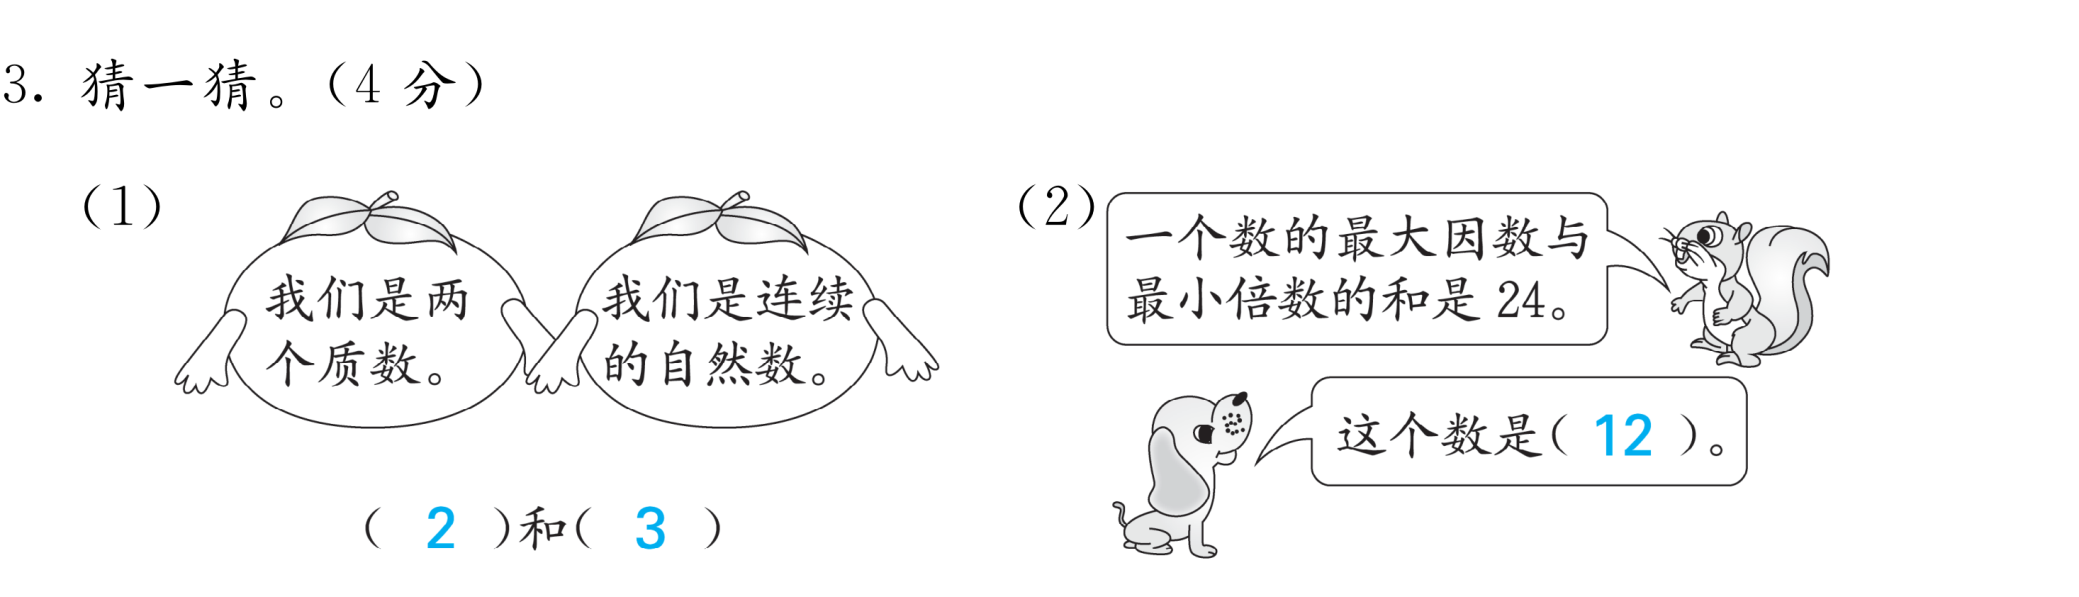 3. 猜一猜。(4 分)
(1)
我们是两
个质数。
我们是连续
的自然数。
( 2 )和( 3 )
(2)
一个数的最大因数与
最小倍数的和是 24。
这个数是( 12 )。